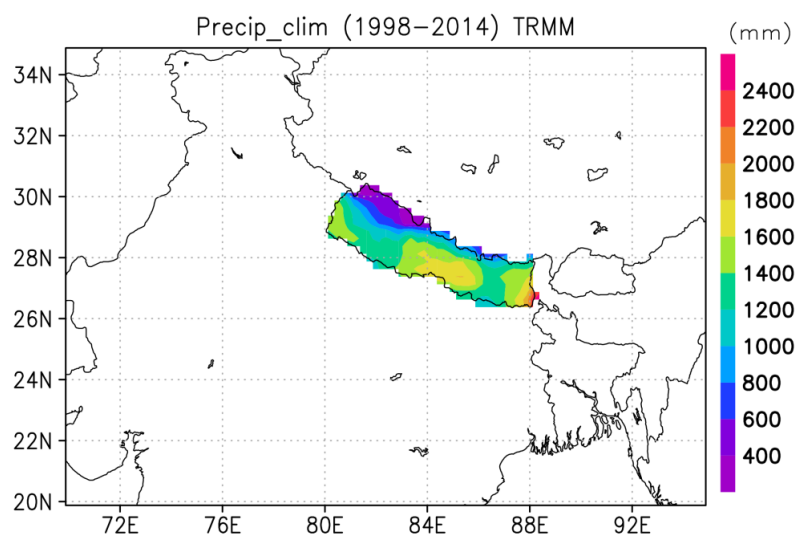 Precip_clim (1998-2014) TRMM
(mm)
34N
32N
30N
28N
26N
24N
22N
20N
72E
76E
80E
84E
88E
92E
2400
2200
2000
1800
1600
1400
1200
1000
800
600
400